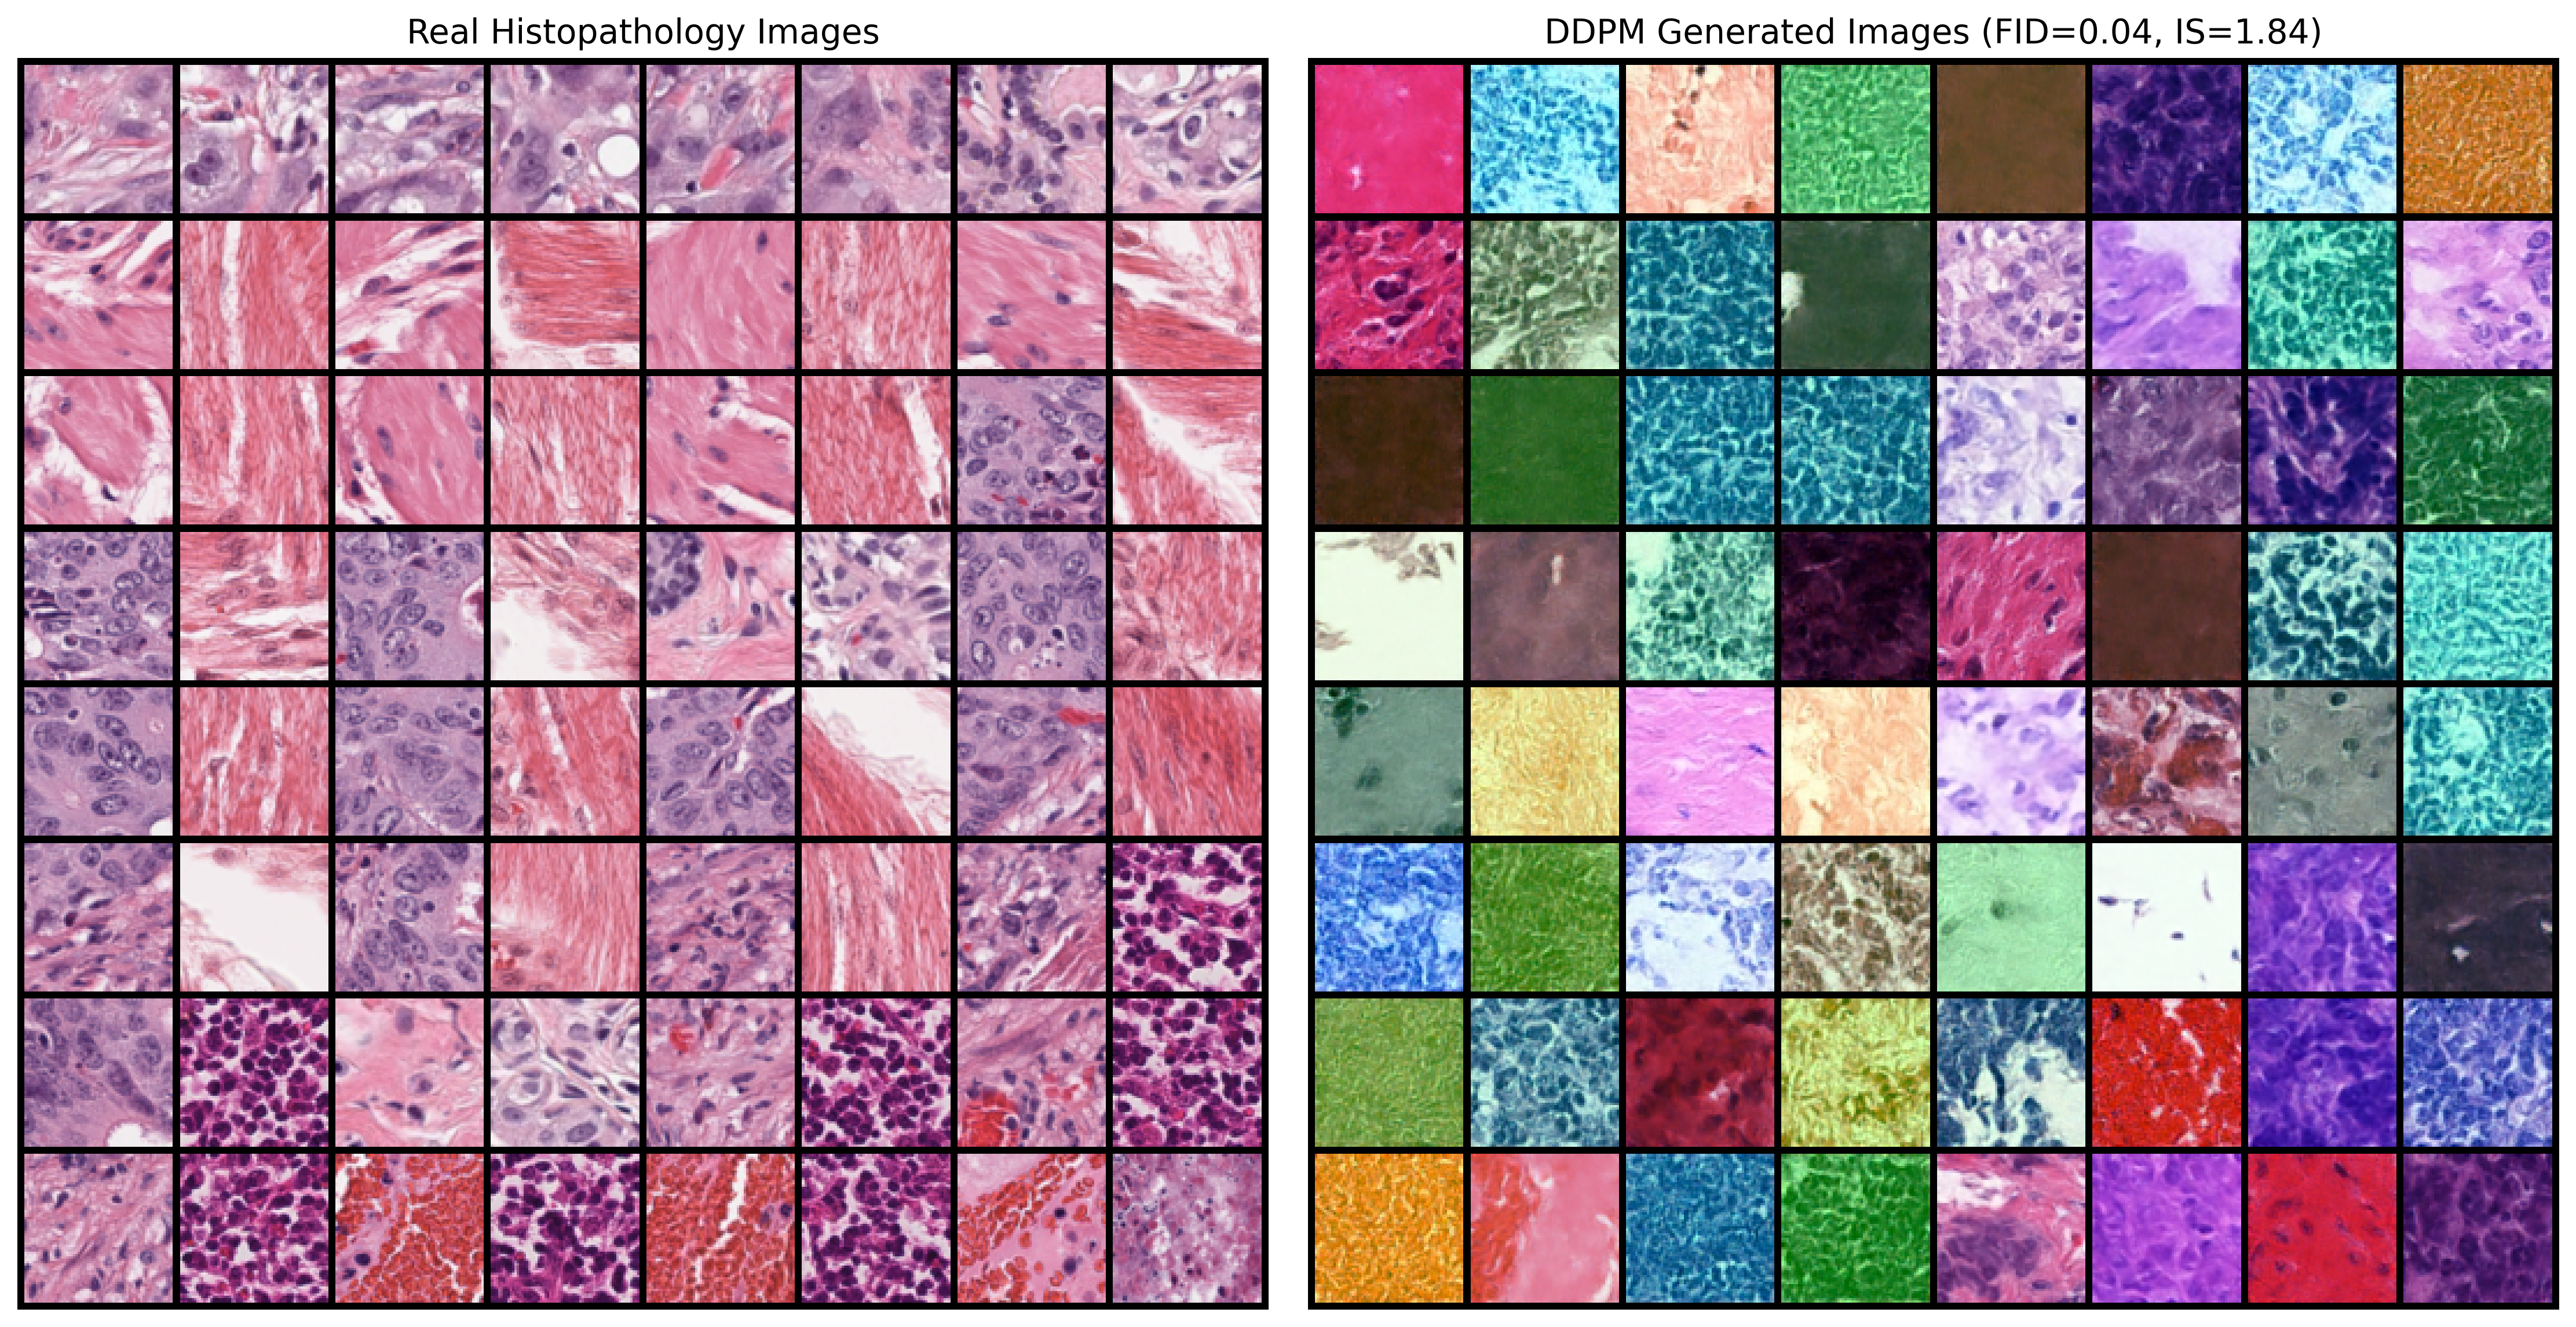 Real Histopathology Images
DDPM Generated Images (FID=0.04, IS=1.84)